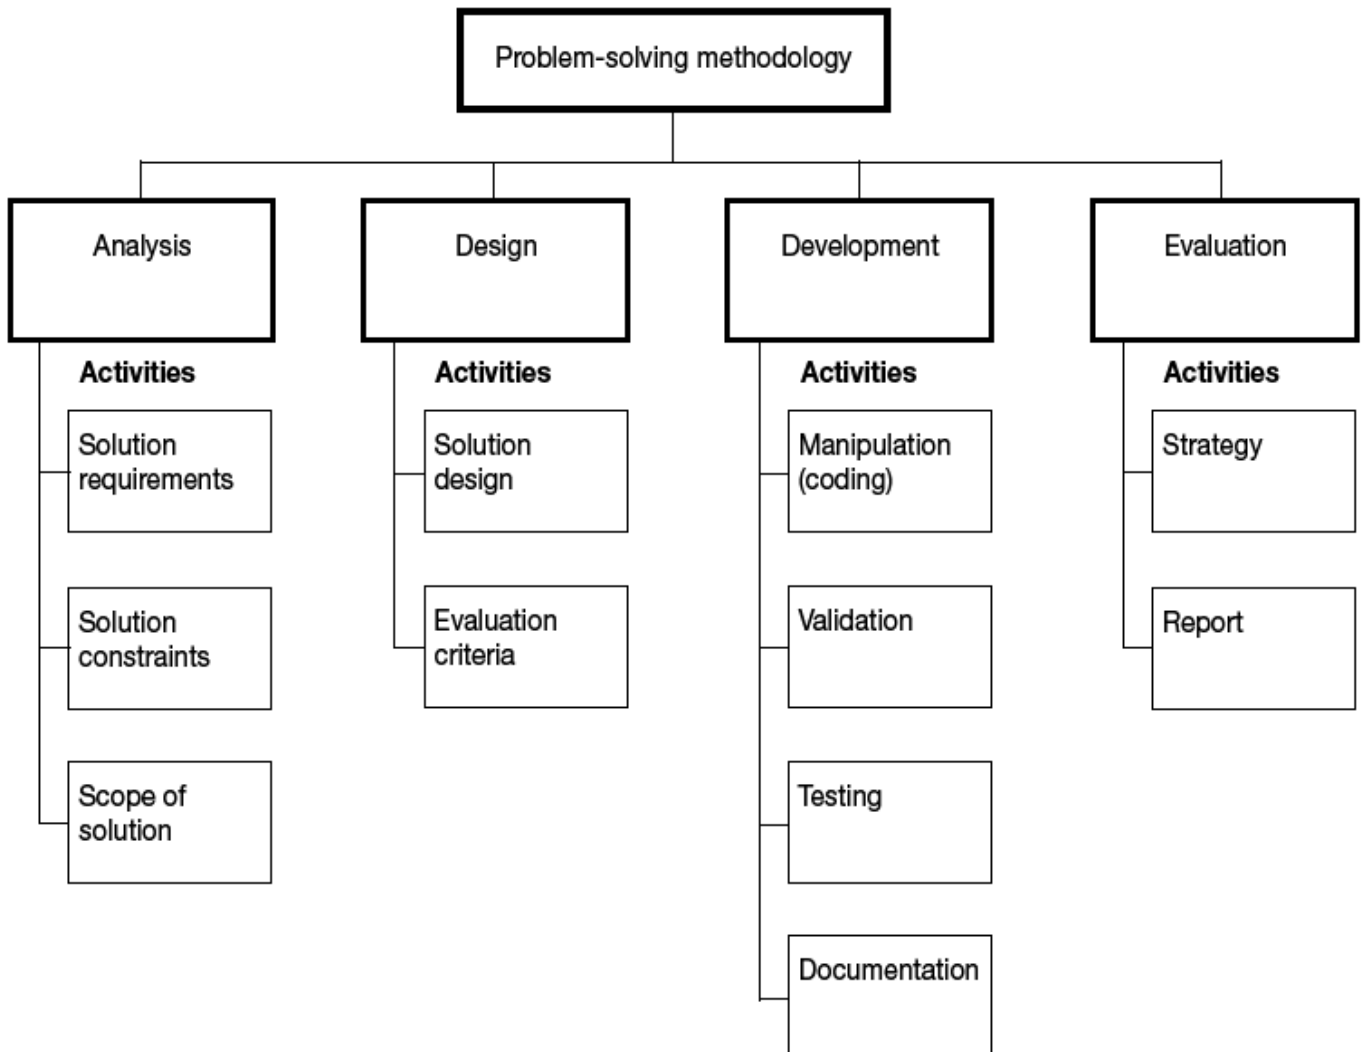 Problem-solving methodology
Analysis
Activities
Solution
requirements
Solution
constraints
Scope of
solution
Design
Activities
Solution
design
Evaluation
criteria
Development
Activities
Manipulation
(coding)
Validation
Testing
Documentation
Evaluation
Activities
Strategy
Report